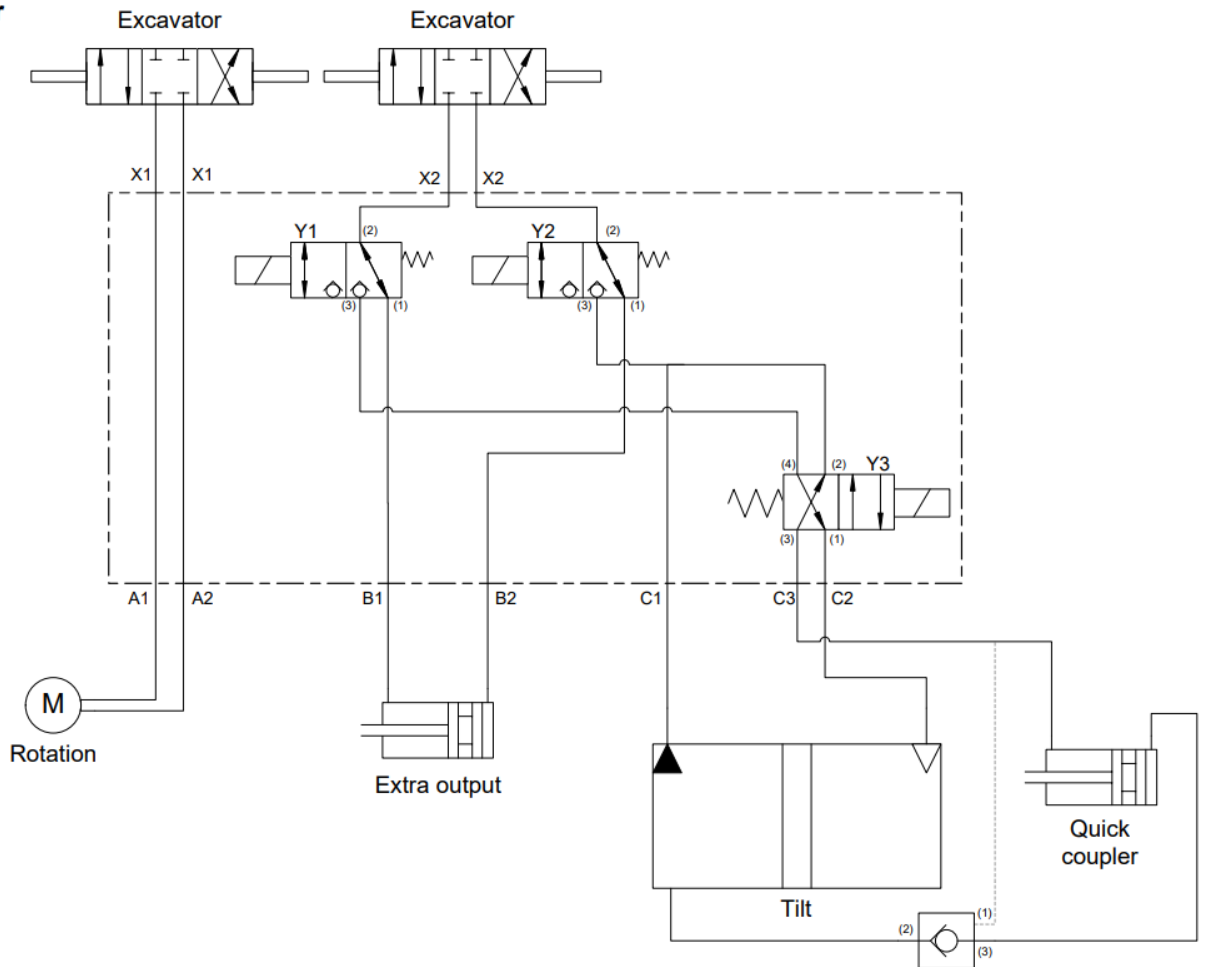 Excavator
Excavator
X1
X1
X2
X2
Y1
(2)
Y2
(2)
(3)
(1)
(3)
(1)
(4)
(2)
Y3
(3)
(1)
A1
A2
B1
B2
C1
C3
C2
M
Rotation
Extra output
Quick
coupler
Tilt
(1)
(2)
(3)